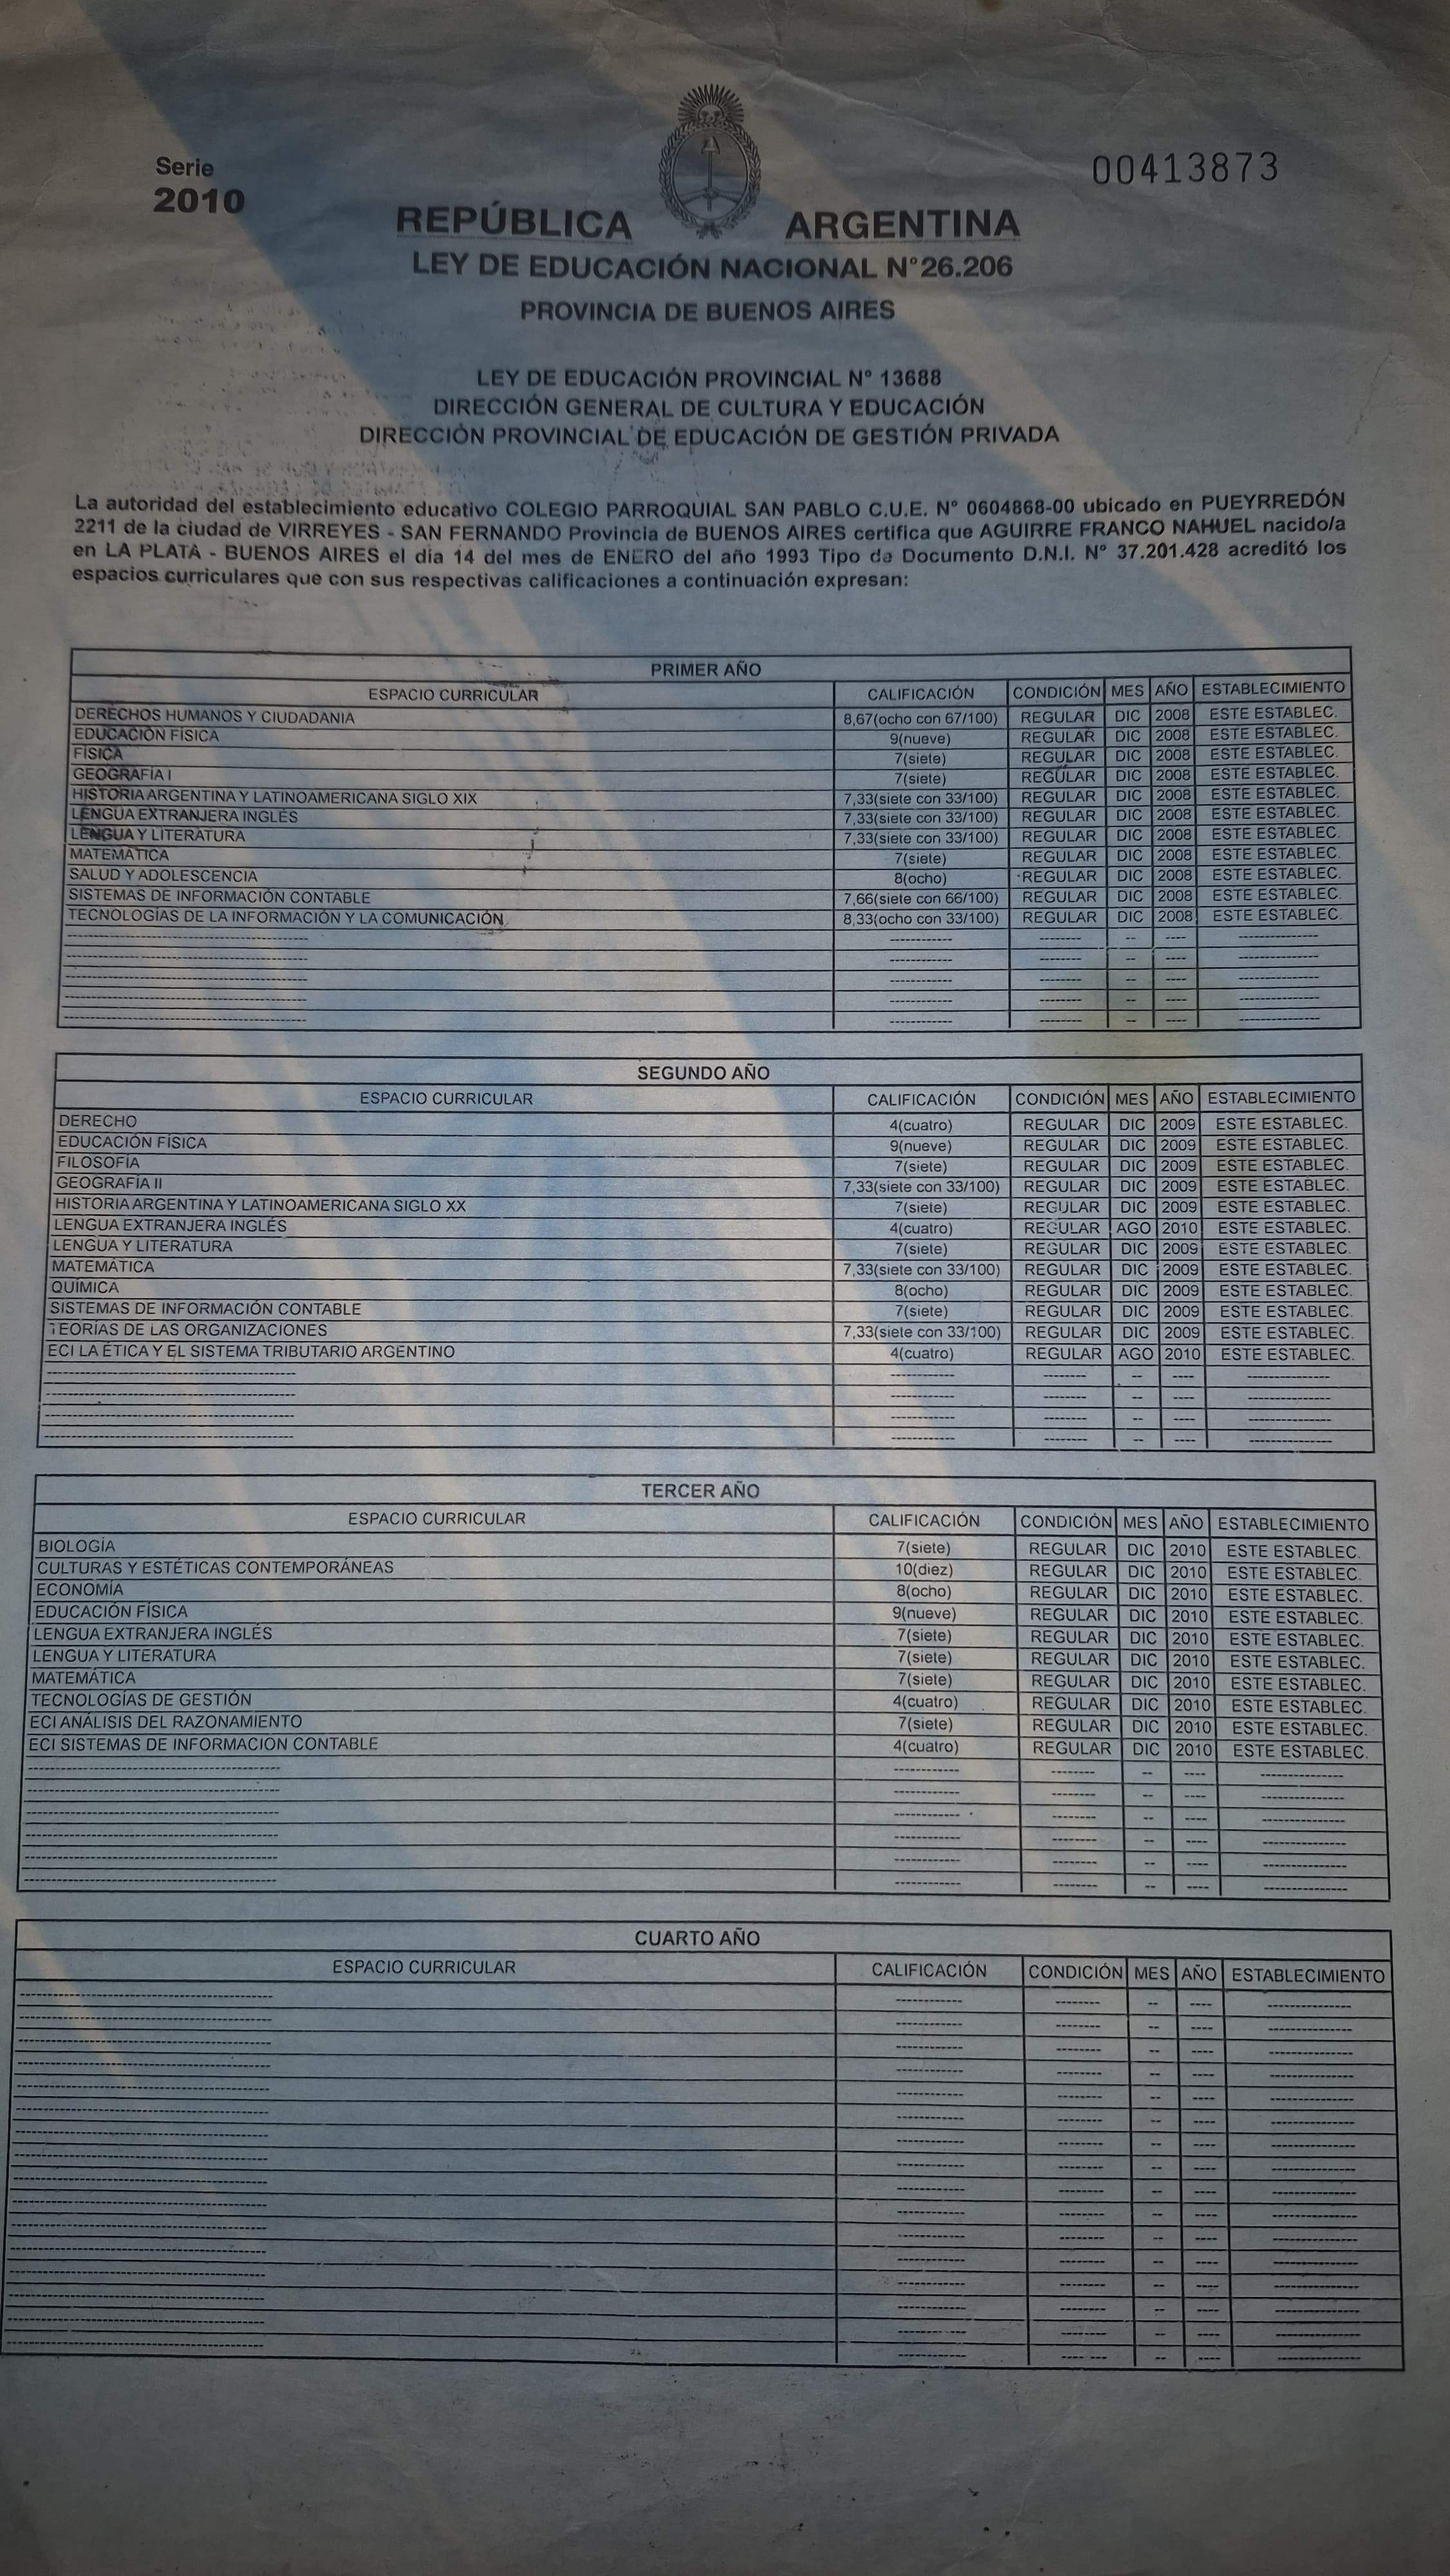 Serie
2010
00413873
REPÚBLICA ARGENTINA
LEY DE EDUCACIÓN NACIONAL N°26.206
PROVINCIA DE BUENOS AIRES
LEY DE EDUCACIÓN PROVINCIAL N° 13688
DIRECCIÓN GENERAL DE CULTURA Y EDUCACIÓN
DIRECCIÓN PROVINCIAL DE EDUCACIÓN DE GESTIÓN PRIVADA
La autoridad del establecimiento educativo COLEGIO PARROQUIAL SAN PABLO C.U.E. N° 0604868-00 ubicado en PUEYRREDÓN
2211 de la ciudad de VIRREYES - SAN FERNANDO Provincia de BUENOS AIRES certifica que AGUIRRE FRANCO NAHUEL nacido/a
en LA PLATA - BUENOS AIRES el día 14 del mes de ENERO del año 1993 Tipo de Documento D.N.I. N° 37.201.428 acreditó los
espacios curriculares que con sus respectivas calificaciones a continuación expresan:
PRIMER AÑO
ESPACIO CURRICULAR CALIFICACIÓN CONDICIÓN MES AÑO ESTABLECIMIENTO
DERECHOS HUMANOS Y CIUDADANIA 8,67(ocho con 67/100) REGULAR DIC 2008 ESTE ESTABLEC.
EDUCACIÓN FÍSICA 9(nueve) REGULAR DIC 2008 ESTE ESTABLEC.
FÍSICA 7(siete) REGULAR DIC 2008 ESTE ESTABLEC.
GEOGRAFÍA I 7(siete) REGULAR DIC 2008 ESTE ESTABLEC.
HISTORIA ARGENTINA Y LATINOAMERICANA SIGLO XIX 7,33(siete con 33/100) REGULAR DIC 2008 ESTE ESTABLEC.
LENGUA EXTRANJERA INGLÉS 7,33(siete con 33/100) REGULAR DIC 2008 ESTE ESTABLEC.
LENGUA Y LITERATURA 7,33(siete con 33/100) REGULAR DIC 2008 ESTE ESTABLEC.
MATEMÁTICA 7(siete) REGULAR DIC 2008 ESTE ESTABLEC.
SALUD Y ADOLESCENCIA 8(ocho) REGULAR DIC 2008 ESTE ESTABLEC.
SISTEMAS DE INFORMACIÓN CONTABLE 7,66(siete con 66/100) REGULAR DIC 2008 ESTE ESTABLEC.
TECNOLOGÍAS DE LA INFORMACIÓN Y LA COMUNICACIÓN 8,33(ocho con 33/100) REGULAR DIC 2008 ESTE ESTABLEC.
SEGUNDO AÑO
ESPACIO CURRICULAR CALIFICACIÓN CONDICIÓN MES AÑO ESTABLECIMIENTO
DERECHO 4(cuatro) REGULAR DIC 2009 ESTE ESTABLEC.
EDUCACIÓN FÍSICA 9(nueve) REGULAR DIC 2009 ESTE ESTABLEC.
FILOSOFÍA 7(siete) REGULAR DIC 2009 ESTE ESTABLEC.
GEOGRAFÍA II 7,33(siete con 33/100) REGULAR DIC 2009 ESTE ESTABLEC.
HISTORIA ARGENTINA Y LATINOAMERICANA SIGLO XX 7(siete) REGULAR DIC 2009 ESTE ESTABLEC.
LENGUA EXTRANJERA INGLÉS 4(cuatro) REGULAR AGO 2010 ESTE ESTABLEC.
LENGUA Y LITERATURA 7(siete) REGULAR DIC 2009 ESTE ESTABLEC.
MATEMÁTICA 7,33(siete con 33/100) REGULAR DIC 2009 ESTE ESTABLEC.
QUÍMICA 8(ocho) REGULAR DIC 2009 ESTE ESTABLEC.
SISTEMAS DE INFORMACIÓN CONTABLE 7(siete) REGULAR DIC 2009 ESTE ESTABLEC.
TEORÍAS DE LAS ORGANIZACIONES 7,33(siete con 33/100) REGULAR DIC 2009 ESTE ESTABLEC.
ECI LA ÉTICA Y EL SISTEMA TRIBUTARIO ARGENTINO 4(cuatro) REGULAR AGO 2010 ESTE ESTABLEC.
TERCER AÑO
ESPACIO CURRICULAR CALIFICACIÓN CONDICIÓN MES AÑO ESTABLECIMIENTO
BIOLOGÍA 7(siete) REGULAR DIC 2010 ESTE ESTABLEC.
CULTURAS Y ESTÉTICAS CONTEMPORÁNEAS 10(diez) REGULAR DIC 2010 ESTE ESTABLEC.
ECONOMÍA 8(ocho) REGULAR DIC 2010 ESTE ESTABLEC.
EDUCACIÓN FÍSICA 9(nueve) REGULAR DIC 2010 ESTE ESTABLEC.
LENGUA EXTRANJERA INGLÉS 7(siete) REGULAR DIC 2010 ESTE ESTABLEC.
LENGUA Y LITERATURA 7(siete) REGULAR DIC 2010 ESTE ESTABLEC.
MATEMÁTICA 7(siete) REGULAR DIC 2010 ESTE ESTABLEC.
TECNOLOGÍAS DE GESTIÓN 4(cuatro) REGULAR DIC 2010 ESTE ESTABLEC.
ECI ANÁLISIS DEL RAZONAMIENTO 7(siete) REGULAR DIC 2010 ESTE ESTABLEC.
ECI SISTEMAS DE INFORMACIÓN CONTABLE 4(cuatro) REGULAR DIC 2010 ESTE ESTABLEC.
CUARTO AÑO
ESPACIO CURRICULAR CALIFICACIÓN CONDICIÓN MES AÑO ESTABLECIMIENTO